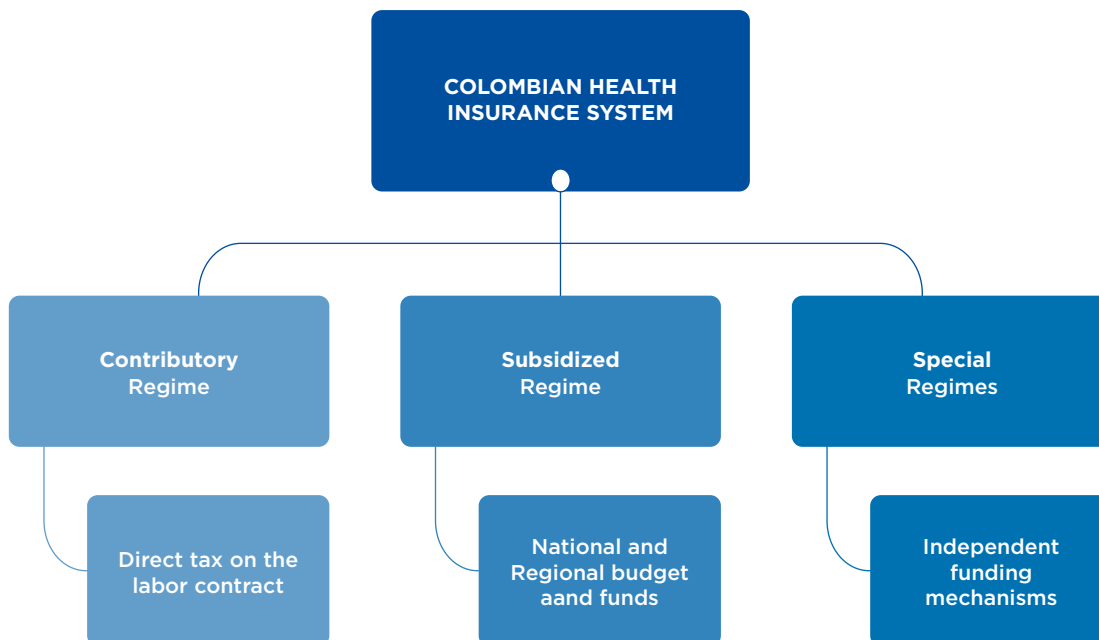 COLOMBIAN HEALTH
INSURANCE SYSTEM
Contributory
Regime
Subsidized
Regime
Special
Regimes
Direct tax on the
labor contract
National and
Regional budget
aand funds
Independent
funding
mechanisms